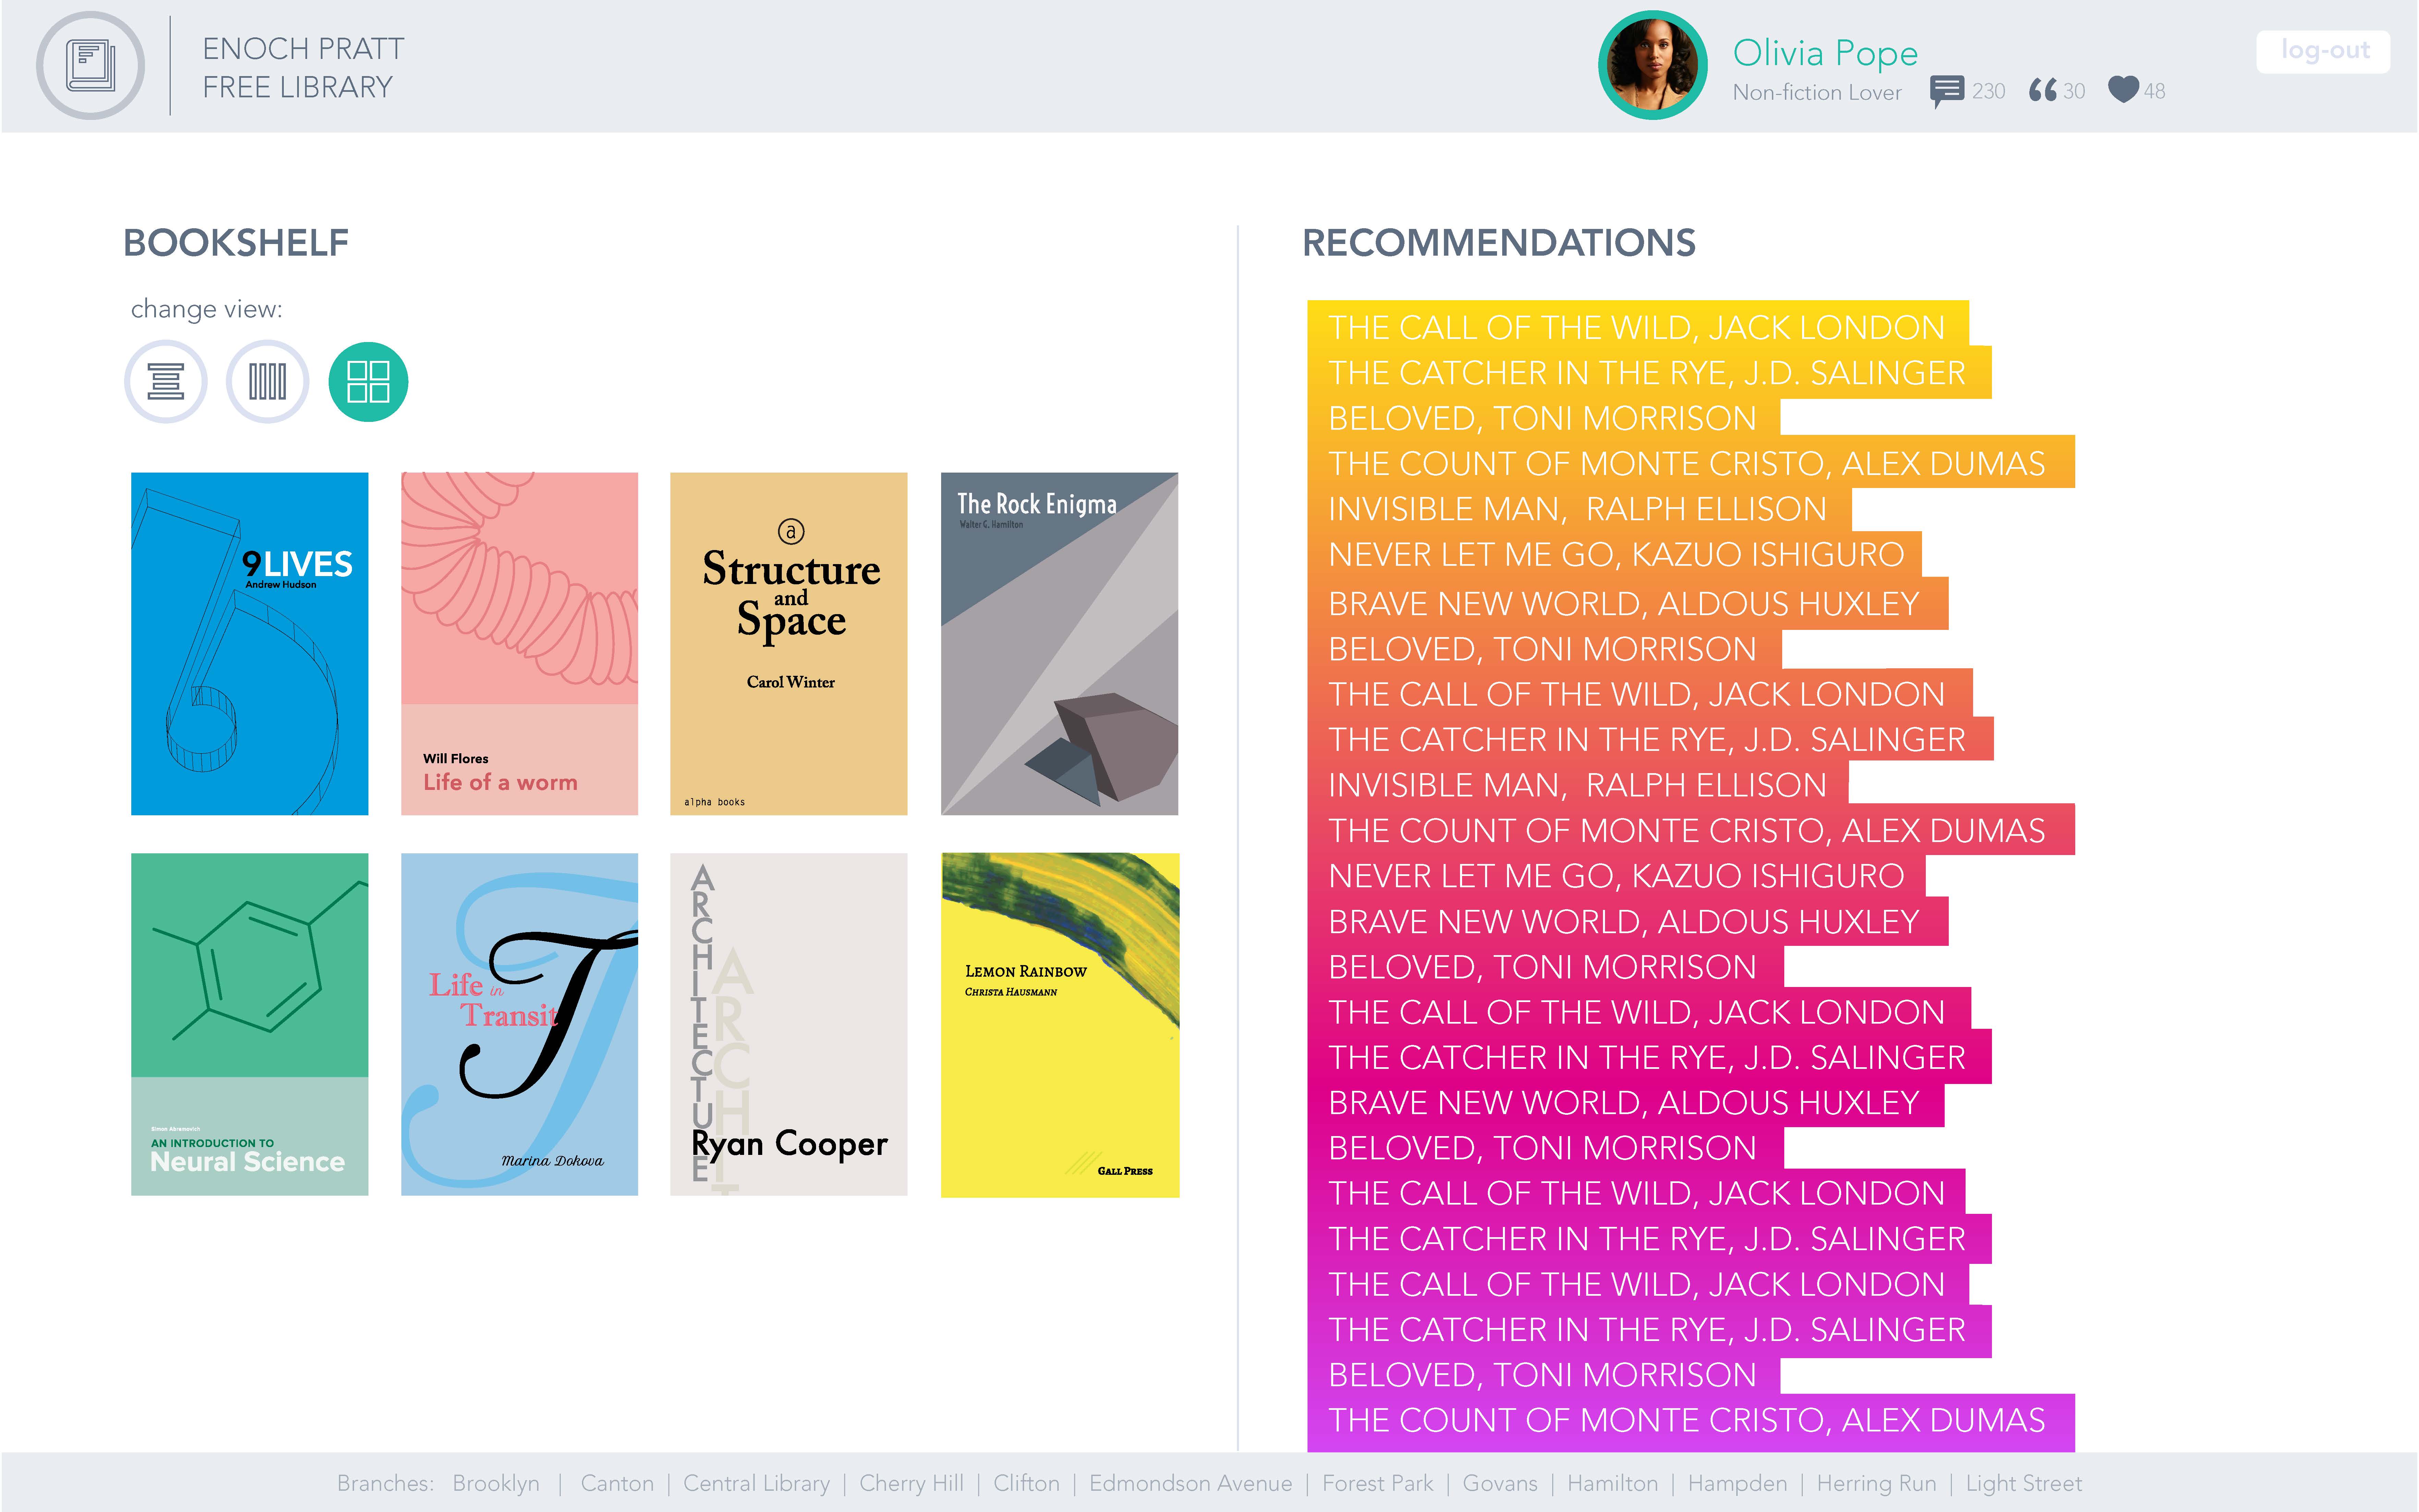 ENOCH PRATT
FREE LIBRARY
Olivia Pope
Non-fiction Lover 230 30 48
log-out
BOOKSHELF
change view:
9LIVES
Andrew Hudson
Will Flores
Life of a worm
a
Structure
and
Space
Carol Winter
alpha books
The Rock Enigma
Walter G. Hamilton
Simon Abramovich
AN INTRODUCTION TO
Neural Science
T
Life in
Transit
Marina Dokova
ARCHITECTURE
ARCHIT
Ryan Cooper
LEMON RAINBOW
CHRISTA HAUSMANN
GALL PRESS
RECOMMENDATIONS
THE CALL OF THE WILD, JACK LONDON
THE CATCHER IN THE RYE, J.D. SALINGER
BELOVED, TONI MORRISON
THE COUNT OF MONTE CRISTO, ALEX DUMAS
INVISIBLE MAN, RALPH ELLISON
NEVER LET ME GO, KAZUO ISHIGURO
BRAVE NEW WORLD, ALDOUS HUXLEY
BELOVED, TONI MORRISON
THE CALL OF THE WILD, JACK LONDON
THE CATCHER IN THE RYE, J.D. SALINGER
INVISIBLE MAN, RALPH ELLISON
THE COUNT OF MONTE CRISTO, ALEX DUMAS
NEVER LET ME GO, KAZUO ISHIGURO
BRAVE NEW WORLD, ALDOUS HUXLEY
BELOVED, TONI MORRISON
THE CALL OF THE WILD, JACK LONDON
THE CATCHER IN THE RYE, J.D. SALINGER
BRAVE NEW WORLD, ALDOUS HUXLEY
BELOVED, TONI MORRISON
THE CALL OF THE WILD, JACK LONDON
THE CATCHER IN THE RYE, J.D. SALINGER
THE CALL OF THE WILD, JACK LONDON
THE CATCHER IN THE RYE, J.D. SALINGER
BELOVED, TONI MORRISON
THE COUNT OF MONTE CRISTO, ALEX DUMAS
Branches: Brooklyn | Canton | Central Library | Cherry Hill | Clifton | Edmondson Avenue | Forest Park | Govans | Hamilton | Hampden | Herring Run | Light Street